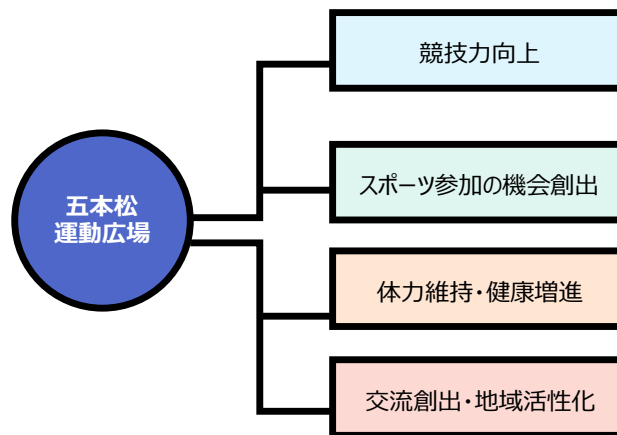 競技力向上
スポーツ参加の機会創出
五本松
運動広場
体力維持・健康増進
交流創出・地域活性化